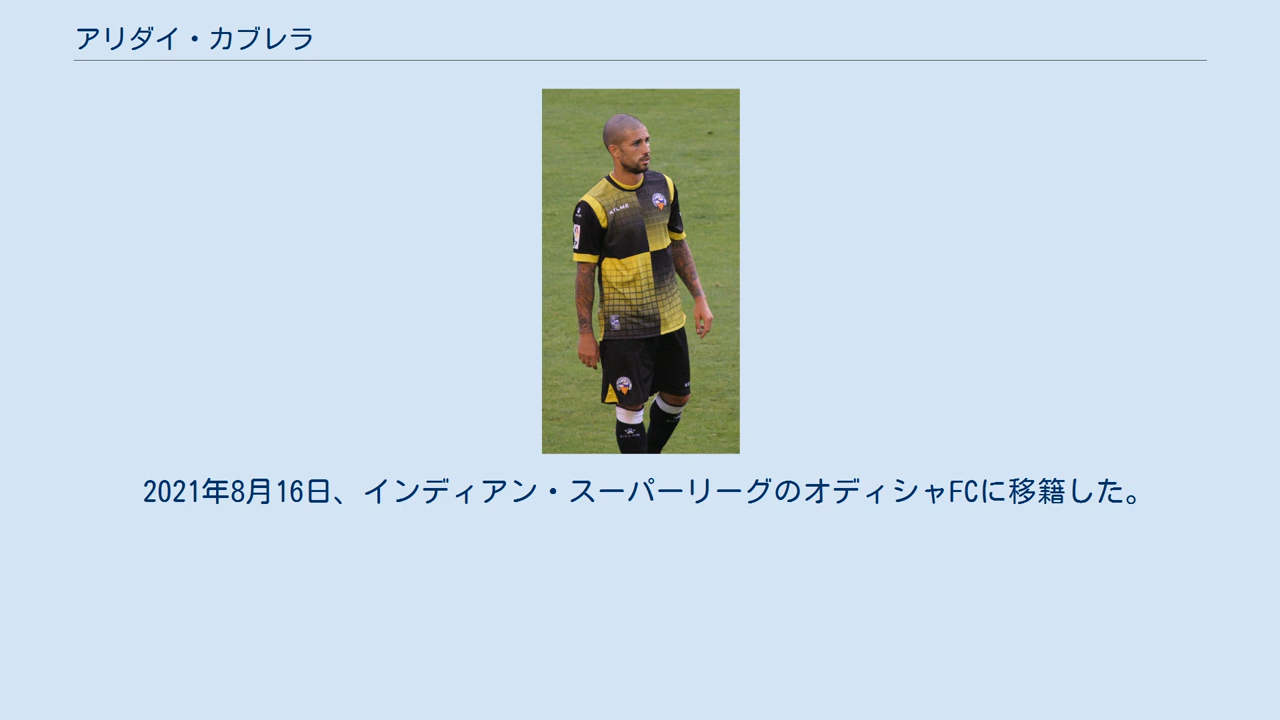 アリダイ・カブレラ
KELME
2021年8月16日、インディアン・スーパーリーグのオディシャFCに移籍した。